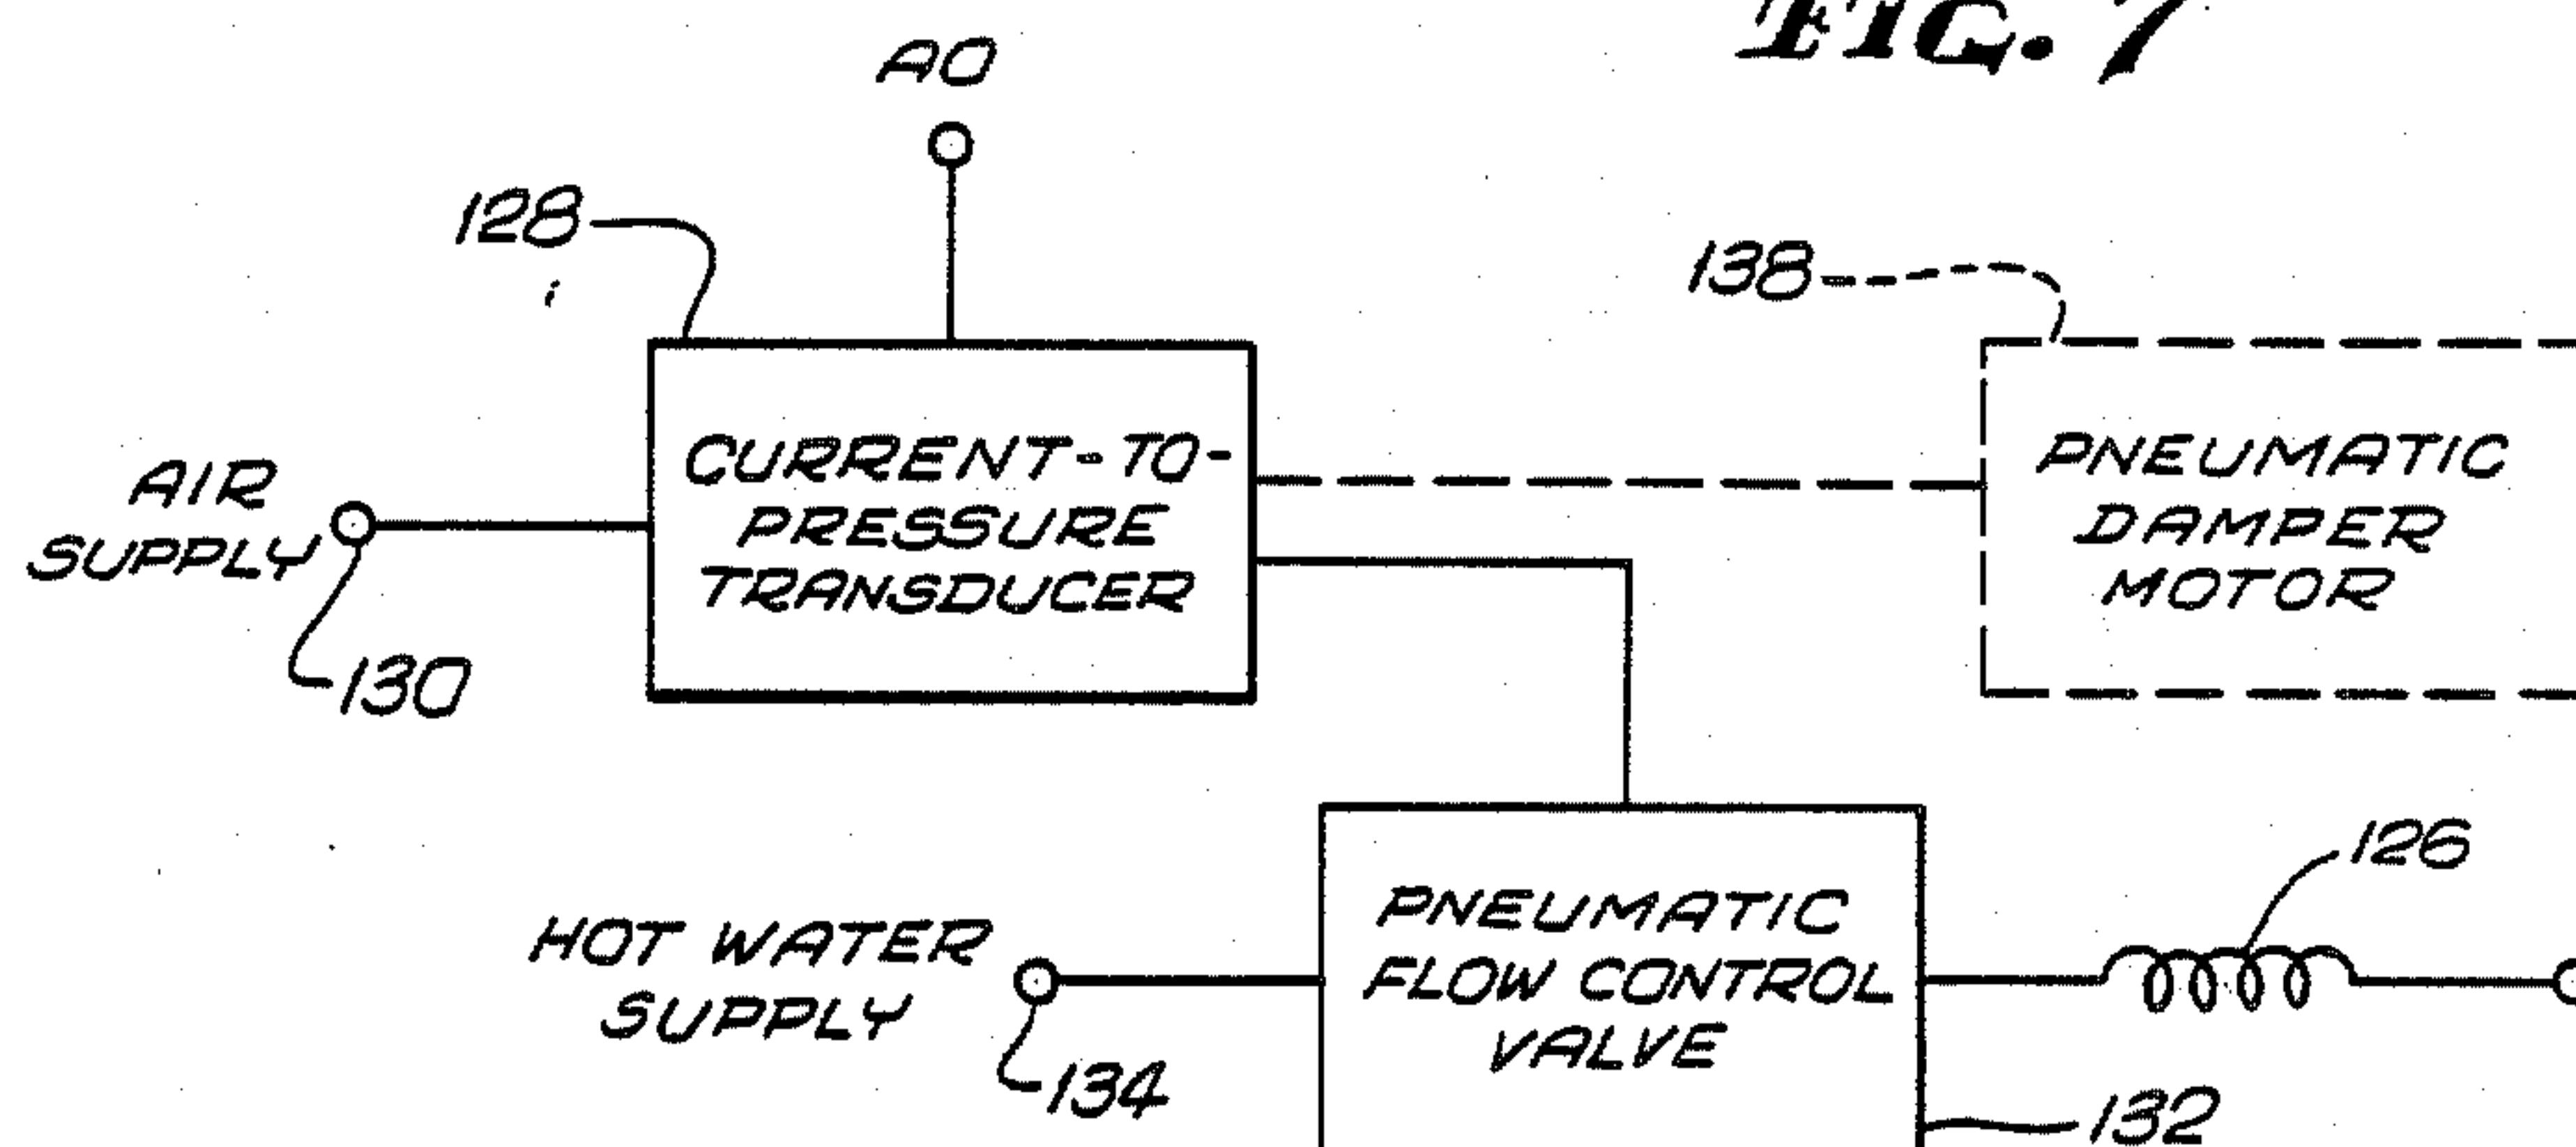 FIG. 7
AO
128
138
CURRENT-TO-
PRESSURE
TRANSDUCER
PNEUMATIC
DAMPER
MOTOR
AIR
SUPPLY
130
126
HOT WATER
SUPPLY
134
PNEUMATIC
FLOW CONTROL
VALVE
132